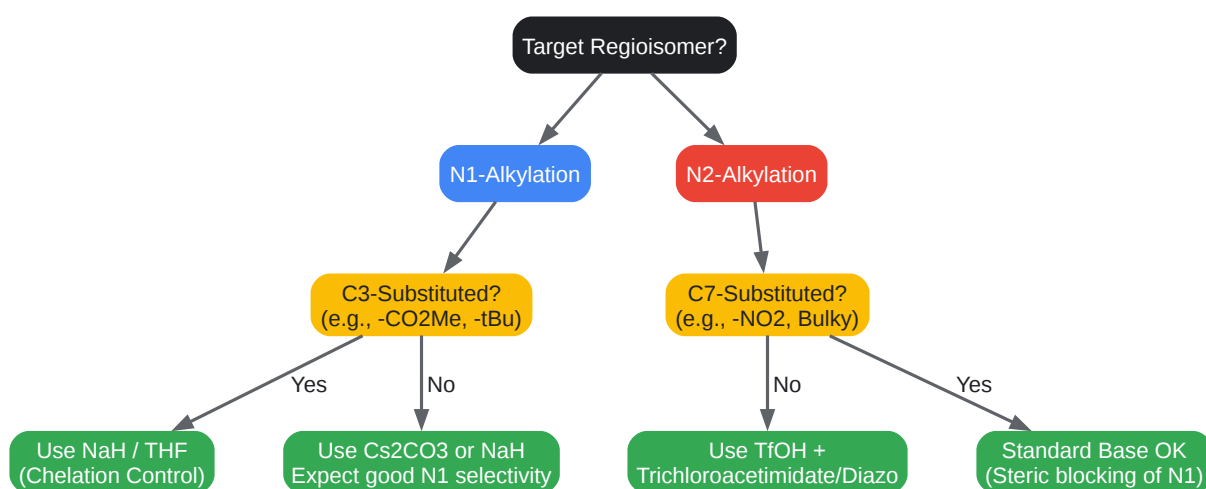 Target Regioisomer?
N1-Alkylation
N2-Alkylation
C3-Substituted?
(e.g., -CO2Me, -tBu)
C7-Substituted?
(e.g., -NO2, Bulky)
Yes
No
No
Yes
Use NaH / THF
(Chelation Control)
Use Cs2CO3 or NaH
Expect good N1 selectivity
Use TfOH +
Trichloroacetimidate/Diazo
Standard Base OK
(Steric blocking of N1)